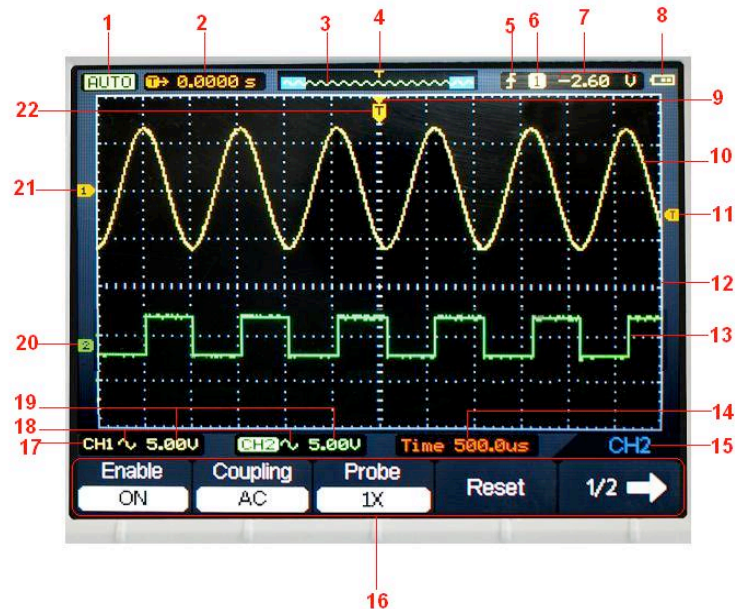 1 2 3 4 5 6 7 8
AUTO T→ 0.0000 s T 1 -2.60 V
22 T 9
10
21 1 T 11
12
20 2 13
19 14
18
17 CH1 5.00V CH2 5.00V Time 500.0us CH2 15
Enable Coupling Probe Reset 1/2
ON AC 1X
16